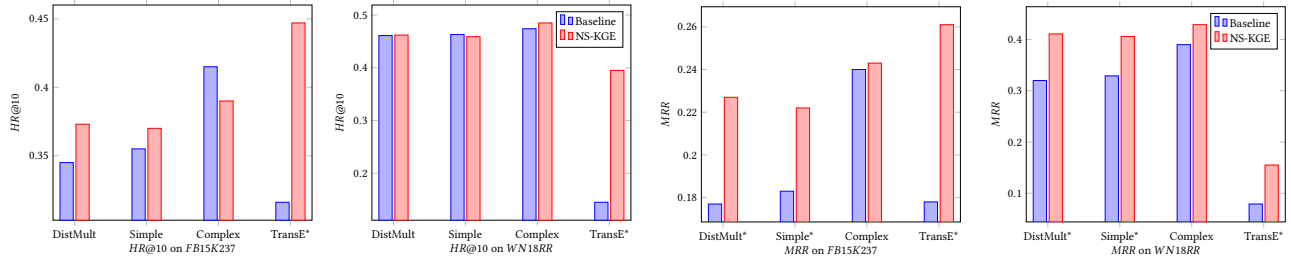 0.45
0.4
0.35
HR@10
DistMult Simple Complex TransE*
HR@10 on FB15K237
0.5
0.4
0.3
0.2
HR@10
Baseline
NS-KGE
DistMult Simple Complex TransE*
HR@10 on WN18RR
0.26
0.24
0.22
0.2
0.18
MRR
DistMult* Simple* Complex TransE*
MRR on FB15K237
0.4
0.3
0.2
0.1
MRR
Baseline
NS-KGE
DistMult* Simple* Complex TransE*
MRR on WN18RR